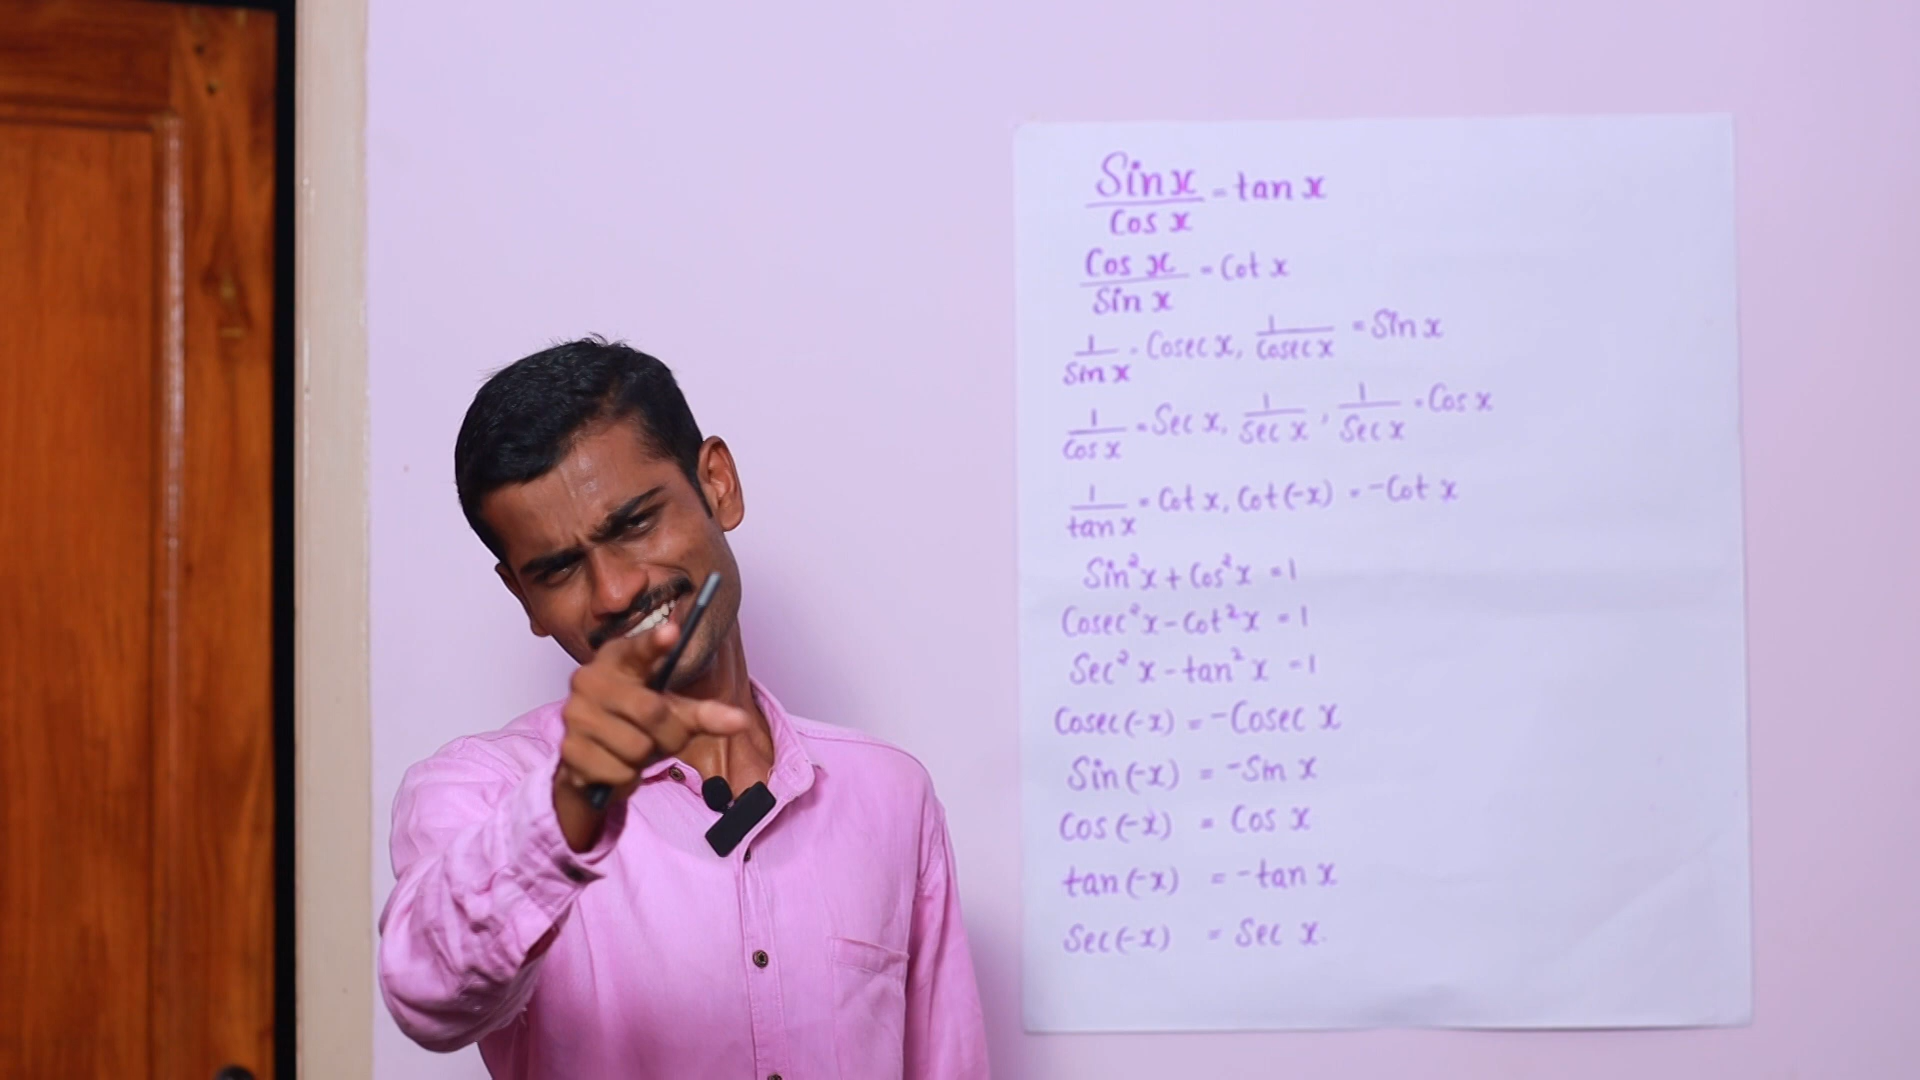 Sin x / Cos x = tan x
Cos x / Sin x = Cot x
1 / Sin x = Cosec x, 1 / Cosec x = Sin x
1 / Cos x = Sec x, 1 / Sec x , 1 / Sec x = Cos x
1 / tan x = Cot x, Cot(-x) = -Cot x
Sin²x + Cos²x = 1
Cosec²x - Cot²x = 1
Sec²x - tan²x = 1
Cosec(-x) = -Cosec x
Sin(-x) = -Sin x
Cos(-x) = Cos x
tan(-x) = -tan x
Sec(-x) = Sec x.